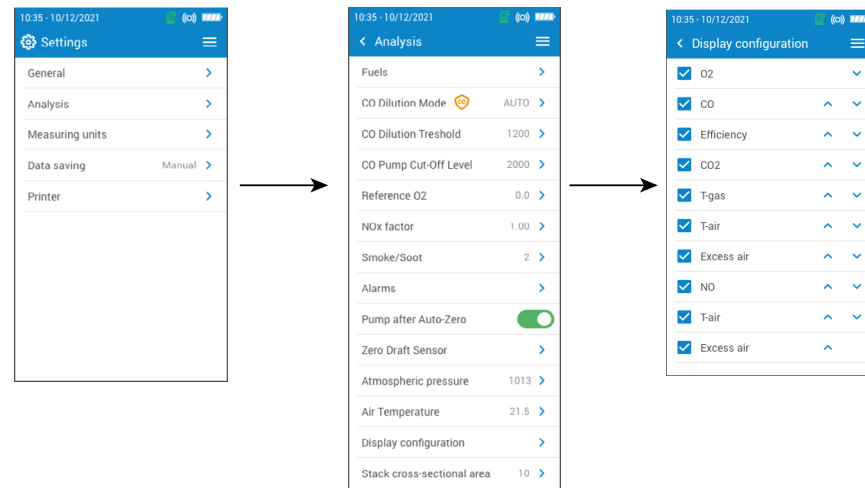 10:35 - 10/12/2021
Settings
General
Analysis
Measuring units
Data saving Manual
Printer
10:35 - 10/12/2021
Analysis
Fuels
CO Dilution Mode CO AUTO
CO Dilution Treshold 1200
CO Pump Cut-Off Level 2000
Reference O2 0.0
NOx factor 1.00
Smoke/Soot 2
Alarms
Pump after Auto-Zero
Zero Draft Sensor
Atmospheric pressure 1013
Air Temperature 21.5
Display configuration
Stack cross-sectional area 10
10:35 - 10/12/2021
Display configuration
O2
CO
Efficiency
CO2
T-gas
T-air
Excess air
NO
T-air
Excess air